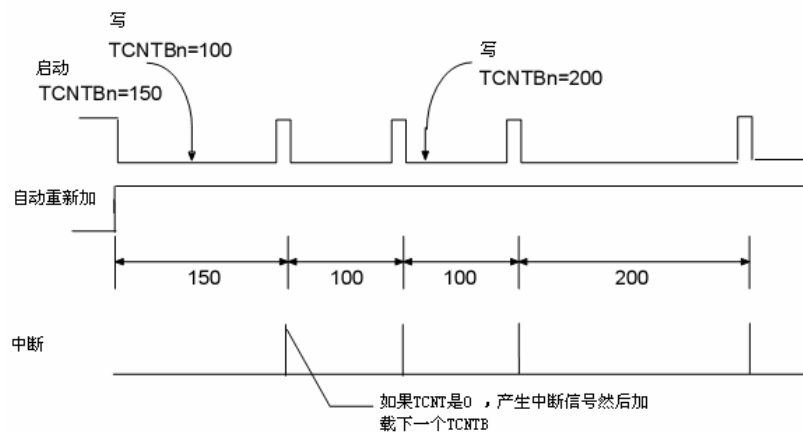 写
TCNTBn=100
写
TCNTBn=200
启动
TCNTBn=150
自动重新加
150
100
100
200
中断
如果TCNT是0 ，产生中断信号然后加
载下一个TCNTB